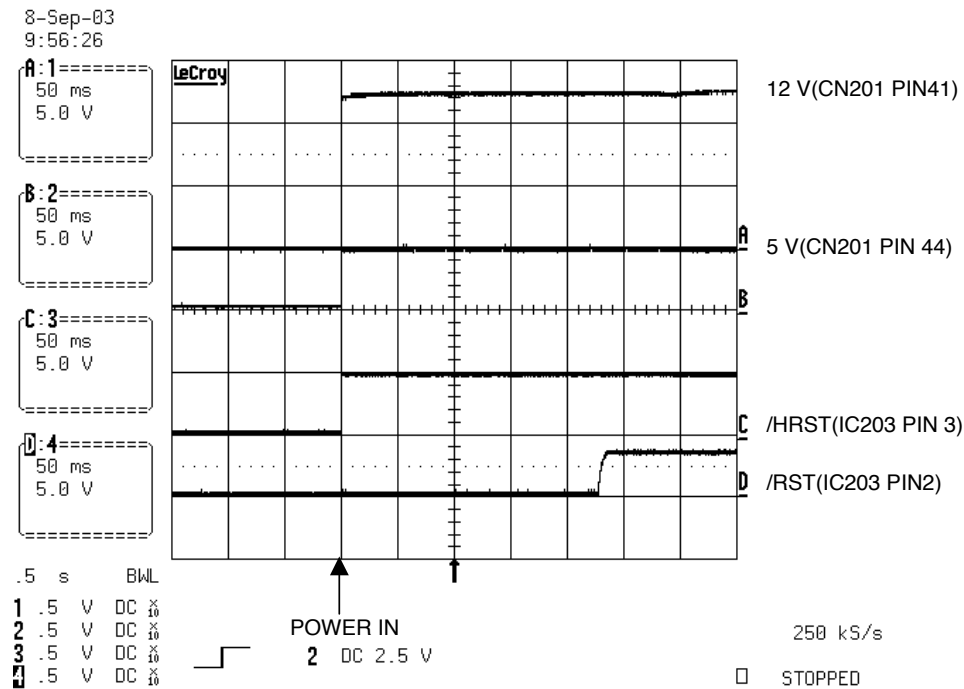 8-Sep-03
9:56:26
A:1
50 ms
5.0 V
B:2
50 ms
5.0 V
C:3
50 ms
5.0 V
D:4
50 ms
5.0 V
LeCroy
12 V(CN201 PIN41)
A
5 V(CN201 PIN 44)
B
C
/HRST(IC203 PIN 3)
D
/RST(IC203 PIN2)
.5 s BWL
1 .5 V DC X10
2 .5 V DC X10
3 .5 V DC X10
4 .5 V DC X10
POWER IN
2 DC 2.5 V
250 kS/s
STOPPED